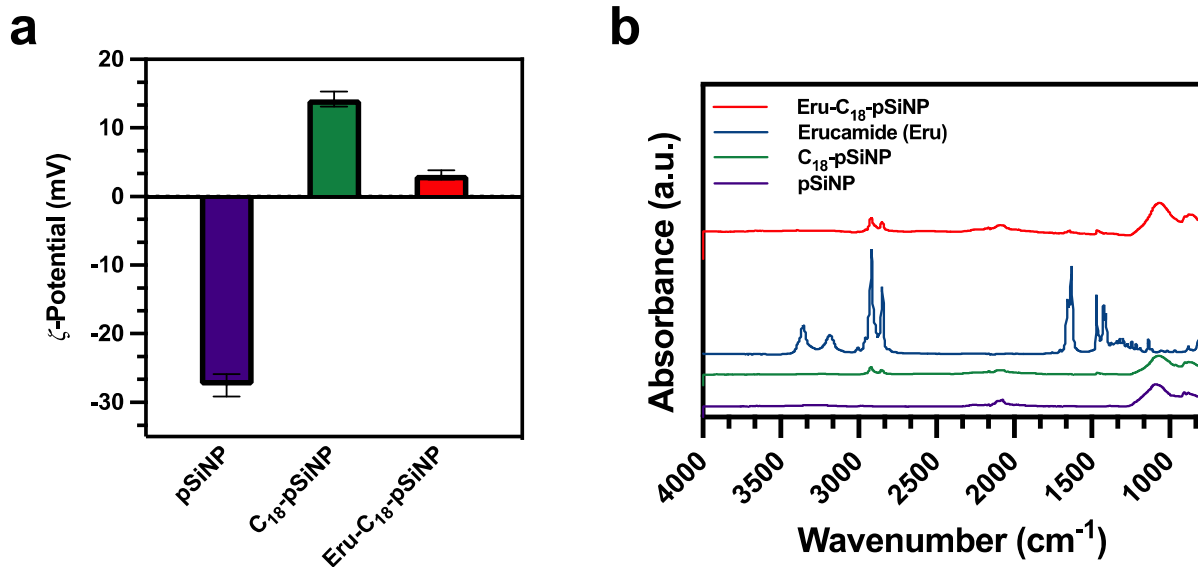 a
20
10
0
-10
-20
-30
ζ-Potential (mV)
pSiNP
C₁₈-pSiNP
Eru-C₁₈-pSiNP
b
Eru-C₁₈-pSiNP
Erucamide (Eru)
C₁₈-pSiNP
pSiNP
Absorbance (a.u.)
4000 3500 3000 2500 2000 1500 1000
Wavenumber (cm⁻¹)